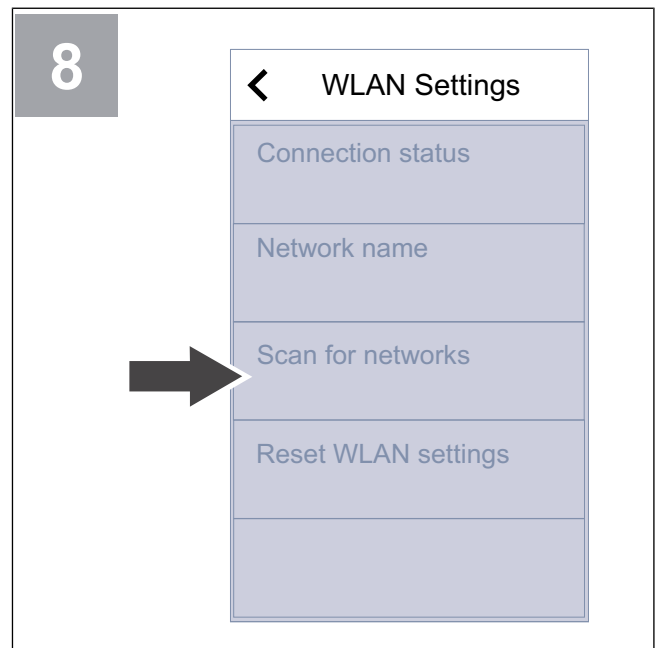 8
WLAN Settings
Connection status
Network name
Scan for networks
Reset WLAN settings